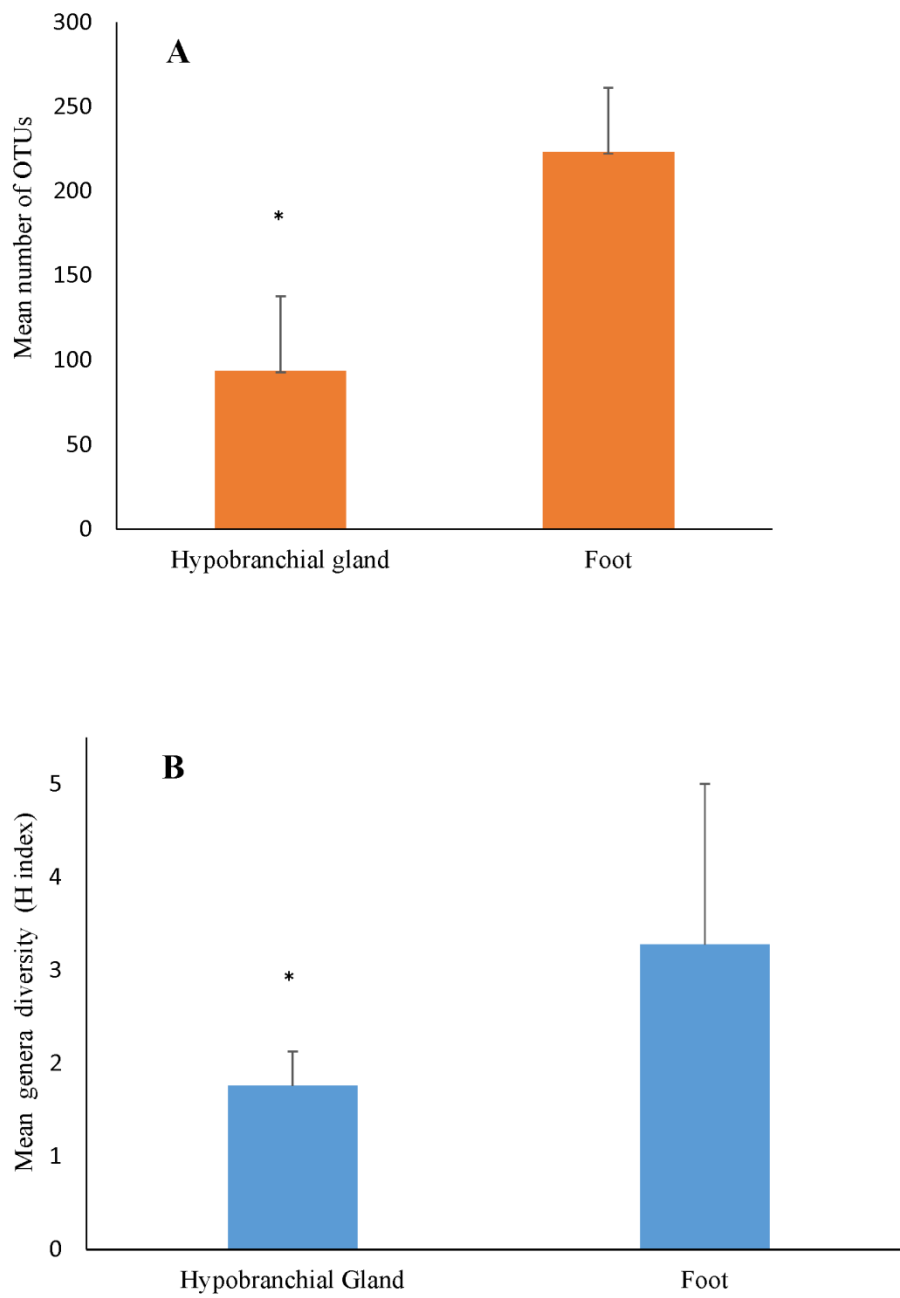 A
Mean number of OTUs
300
250
200
150
100
50
0
*
Hypobranchial gland
Foot
B
Mean genera diversity (H index)
5
4
3
2
1
0
*
Hypobranchial Gland
Foot